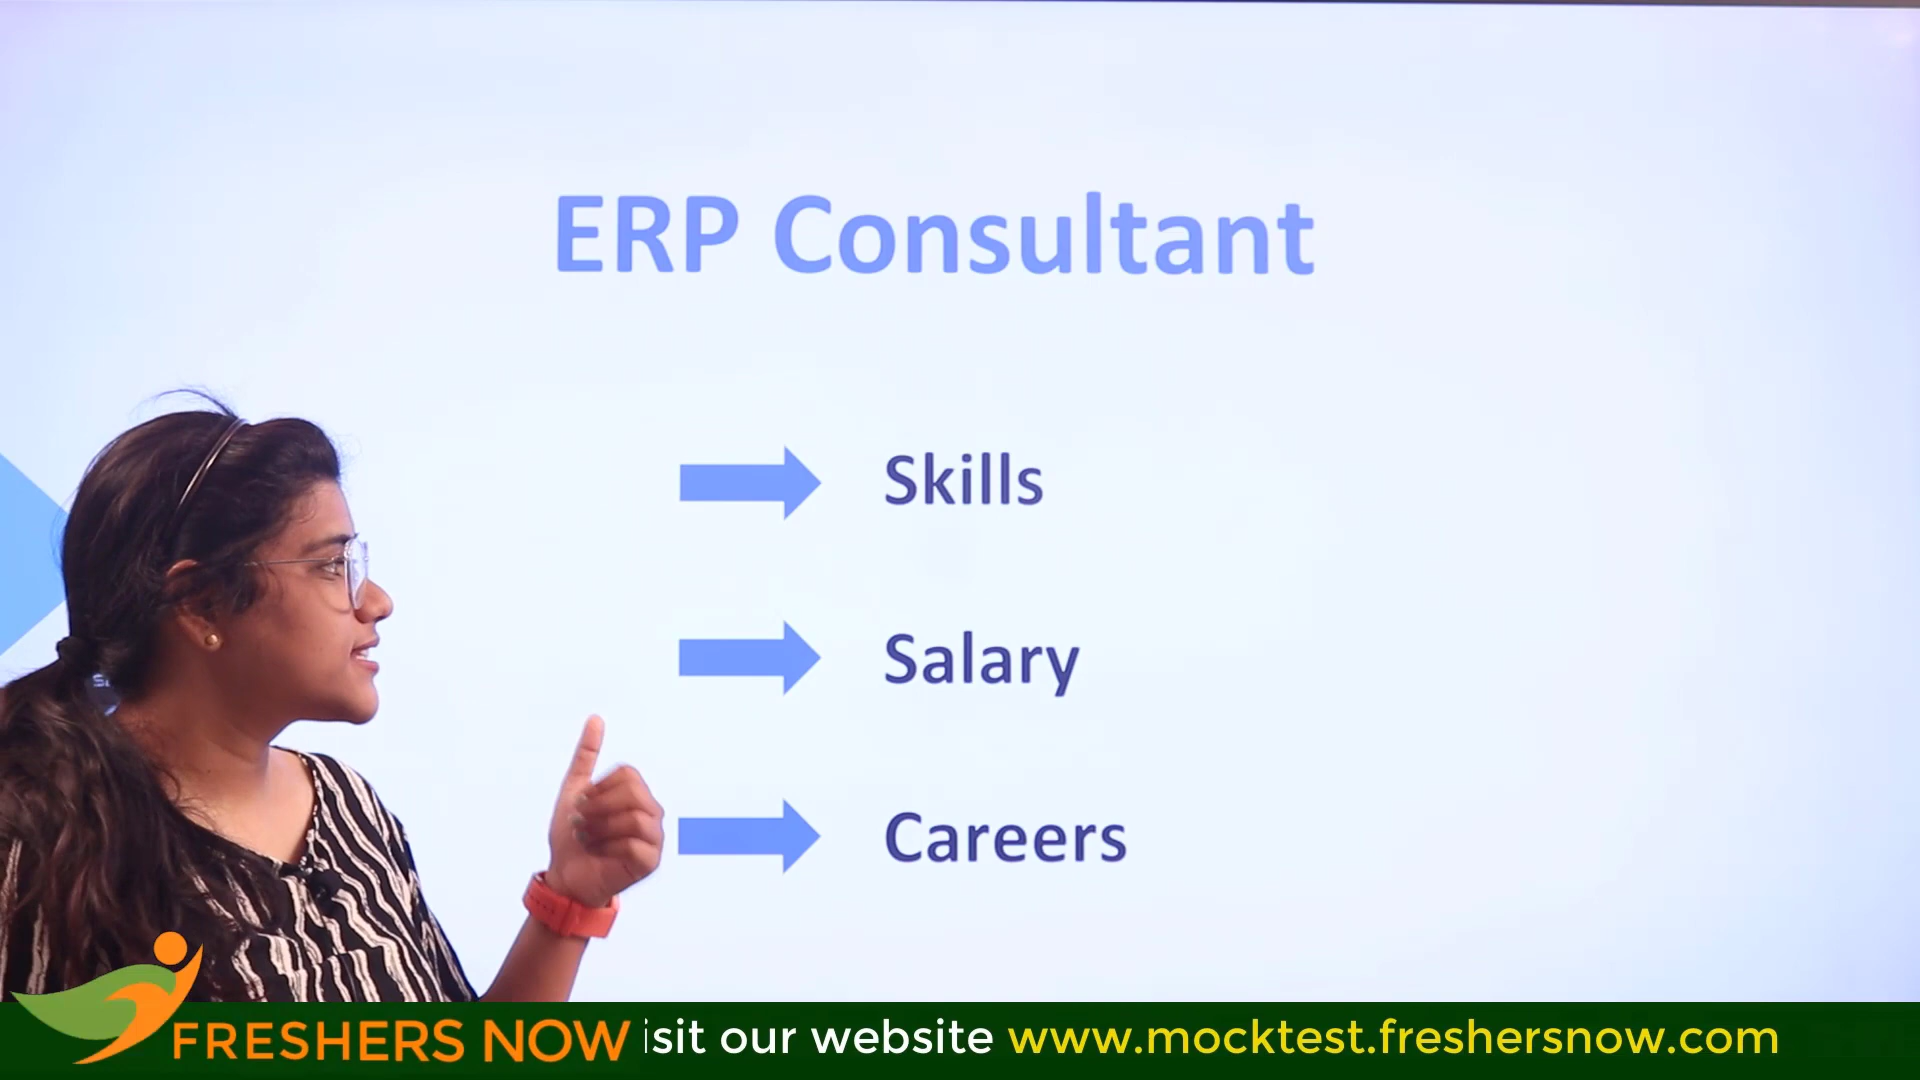 ERP Consultant
Skills
Salary
Careers
FRESHERS NOW
isit our website www.mocktest.freshersnow.com